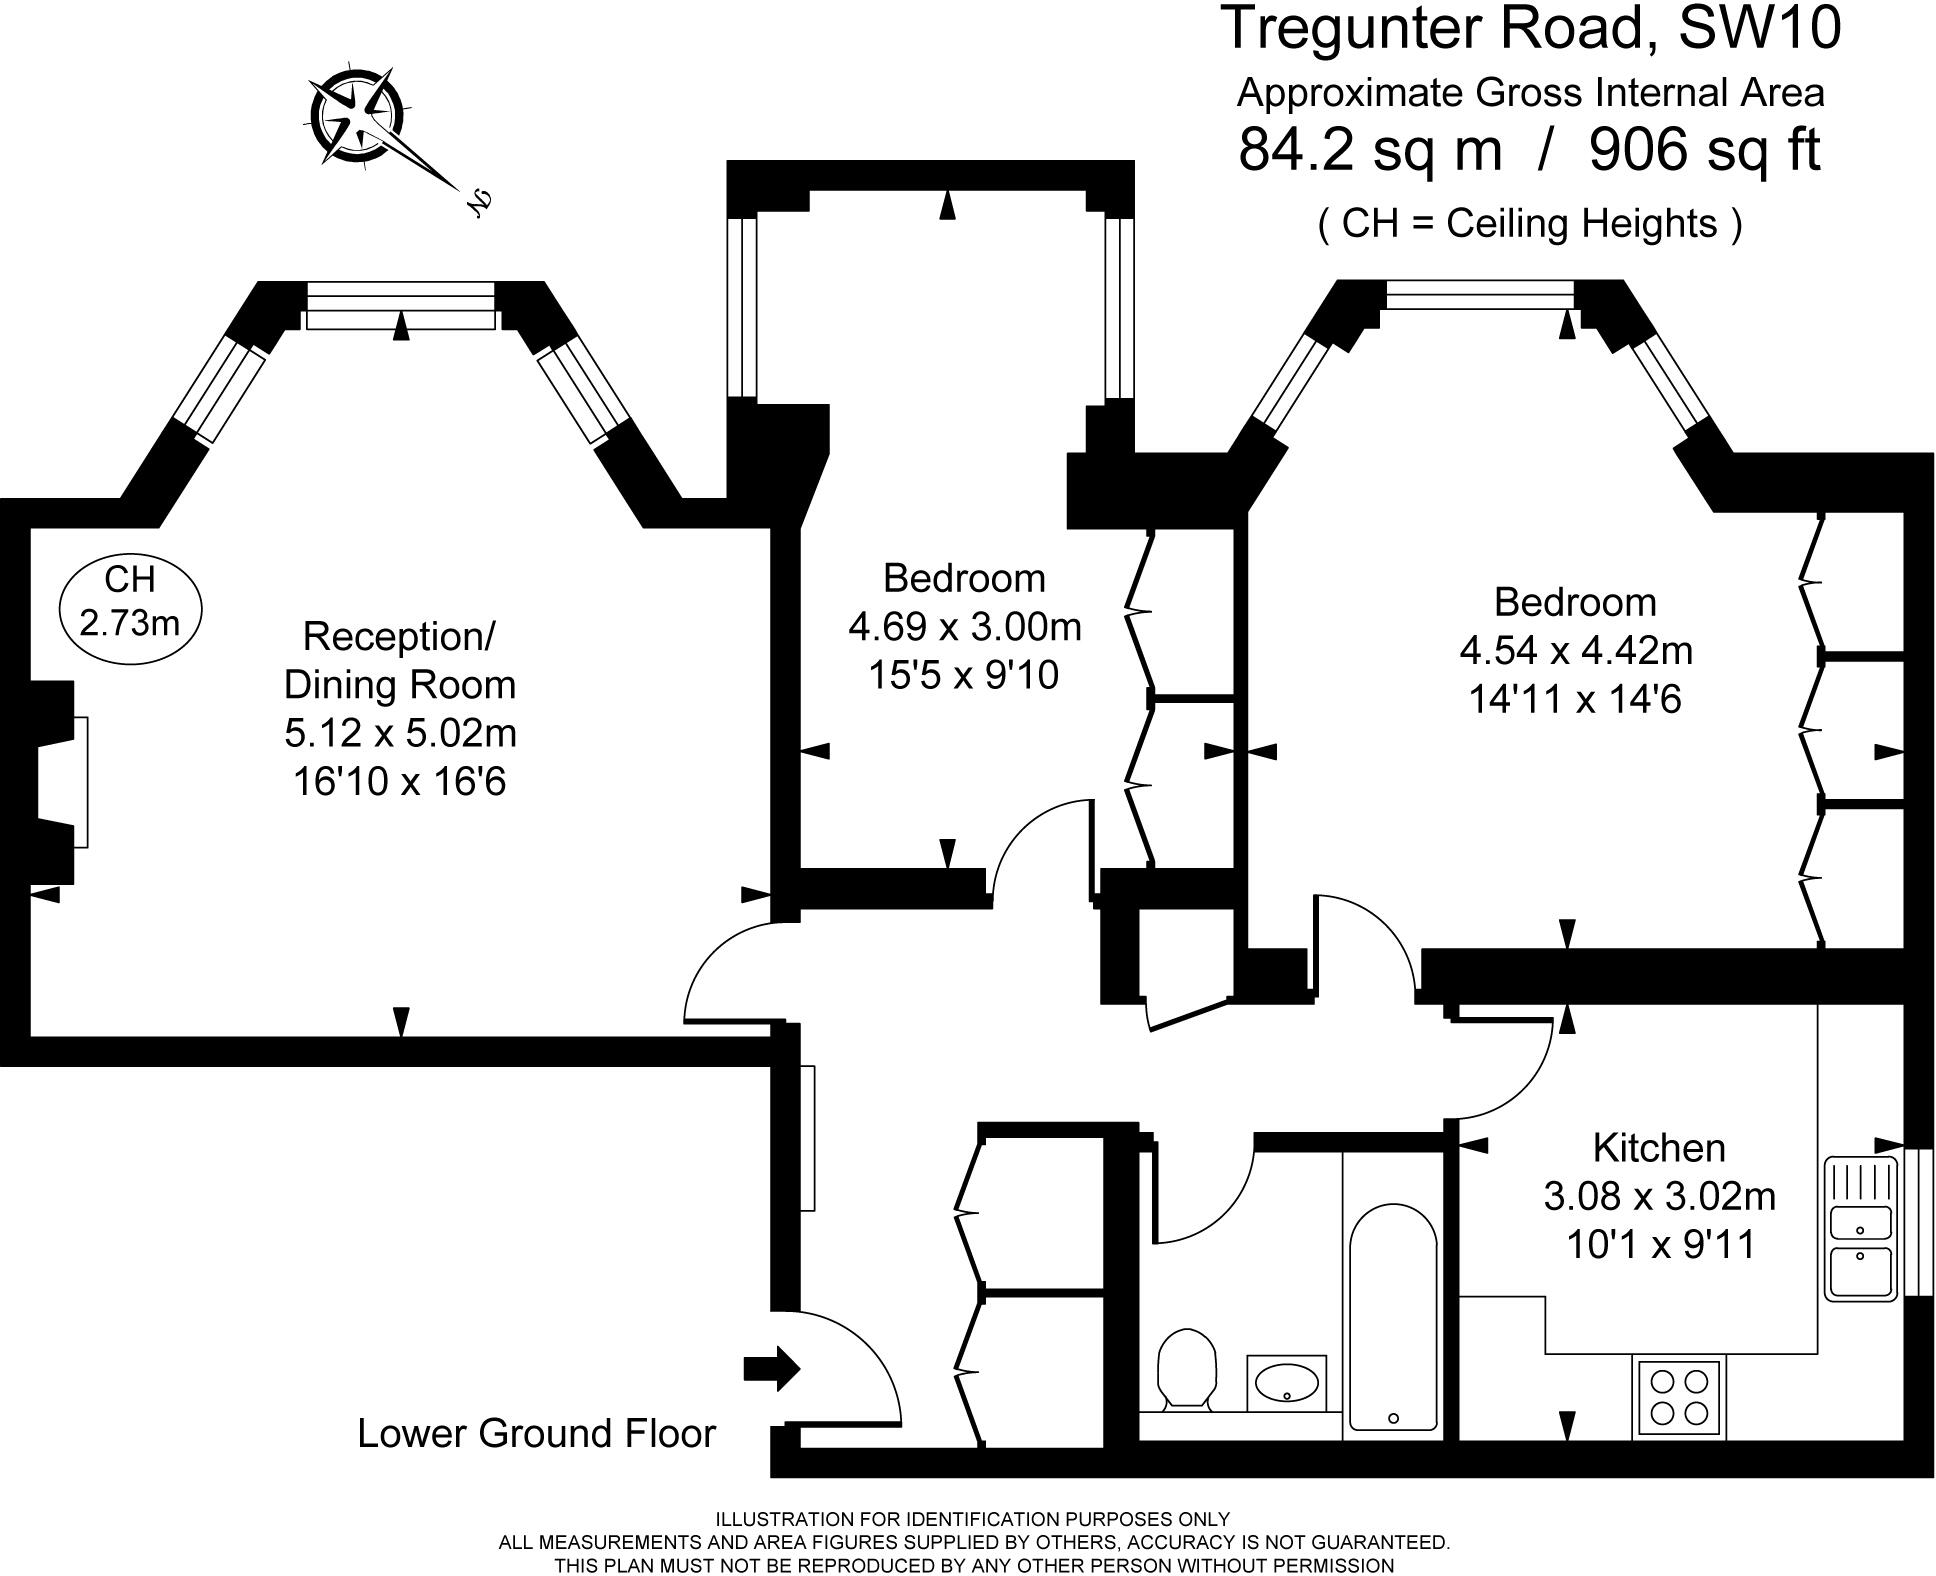 Tregunter Road, SW10
Approximate Gross Internal Area
84.2 sq m / 906 sq ft
( CH = Ceiling Heights )
N
CH
2.73m
Reception/
Dining Room
5.12 x 5.02m
16'10 x 16'6
Bedroom
4.69 x 3.00m
15'5 x 9'10
Bedroom
4.54 x 4.42m
14'11 x 14'6
Kitchen
3.08 x 3.02m
10'1 x 9'11
Lower Ground Floor
ILLUSTRATION FOR IDENTIFICATION PURPOSES ONLY
ALL MEASUREMENTS AND AREA FIGURES SUPPLIED BY OTHERS, ACCURACY IS NOT GUARANTEED.
THIS PLAN MUST NOT BE REPRODUCED BY ANY OTHER PERSON WITHOUT PERMISSION